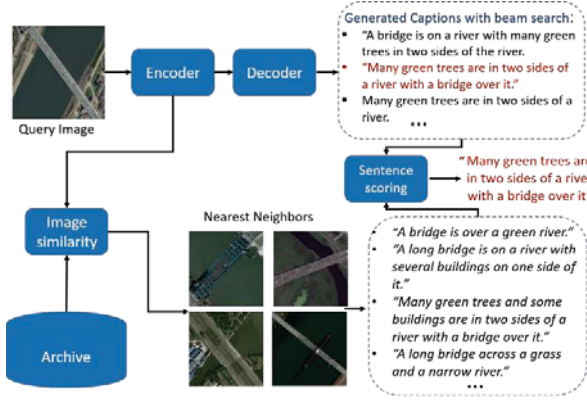 Generated Captions with beam search:
▪ "A bridge is on a river with many green
trees in two sides of the river.
▪ "Many green trees are in two sides of
a river with a bridge over it."
▪ Many green trees are in two sides of a
river.
...
Encoder
Decoder
Query Image
Sentence
scoring
"Many green trees are
in two sides of a rive
with a bridge over it
Image
similarity
Nearest Neighbors
Archive
• "A bridge is over a green river."
• "A long bridge is on a river with
several buildings on one side of
it."
• "Many green trees and some
buildings are in two sides of a
river with a bridge over it."
• "A long bridge across a grass
and a narrow river."
...